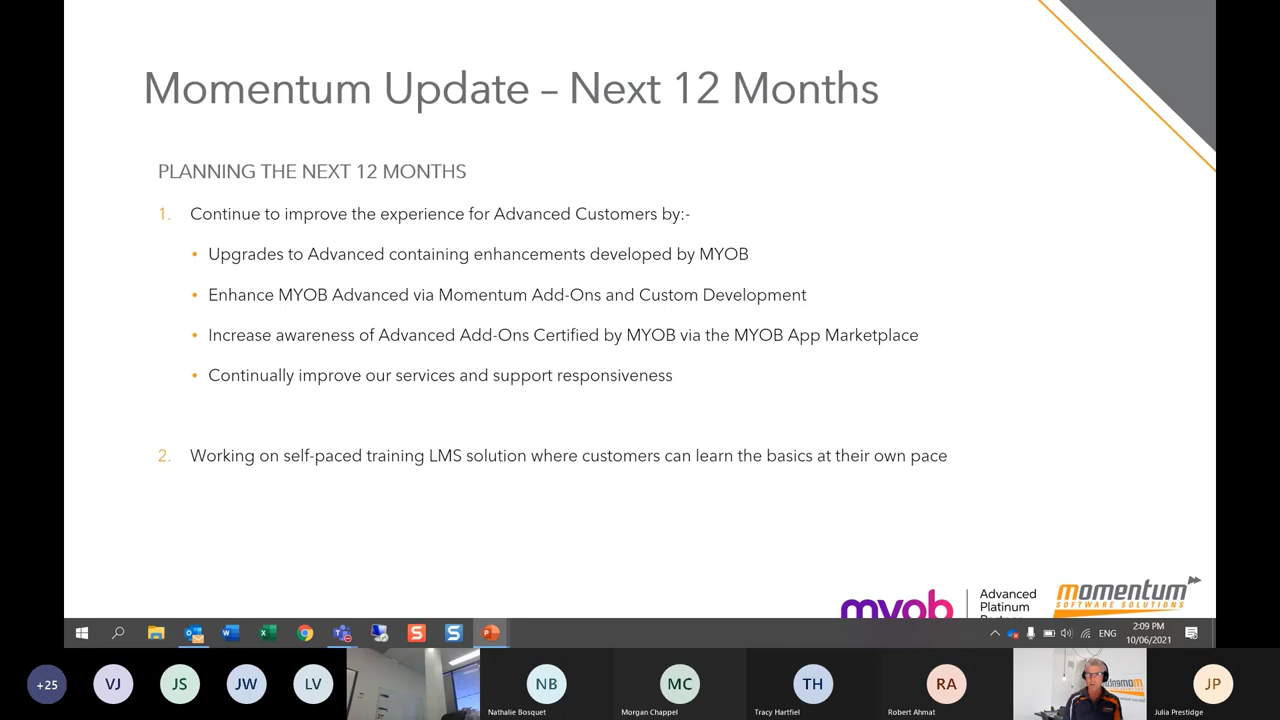 Momentum Update – Next 12 Months
PLANNING THE NEXT 12 MONTHS
1. Continue to improve the experience for Advanced Customers by:-
• Upgrades to Advanced containing enhancements developed by MYOB
• Enhance MYOB Advanced via Momentum Add-Ons and Custom Development
• Increase awareness of Advanced Add-Ons Certified by MYOB via the MYOB App Marketplace
• Continually improve our services and support responsiveness
2. Working on self-paced training LMS solution where customers can learn the basics at their own pace
myob
Advanced
Platinum
momentum
SOFTWARE SOLUTIONS
ENG
2:09 PM
10/06/2021
+25
VJ
JS
JW
LV
NB
Nathalie Bosquet
MC
Morgan Chappel
TH
Tracy Hartfiel
RA
Robert Ahmat
JP
Julia Prestidge